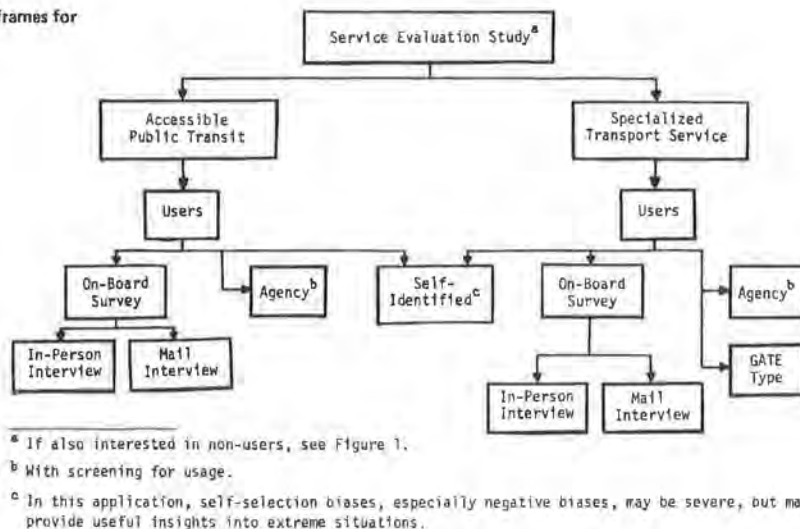 frames for
Service Evaluation Study a
Accessible
Public Transit
Specialized
Transport Service
Users
Users
On-Board
Survey
Agency b
Self-
Identified c
On-Board
Survey
Agency b
In-Person
Interview
Mail
Interview
GATE
Type
In-Person
Interview
Mail
Interview
a If also interested in non-users, see Figure 1.
b With screening for usage.
c In this application, self-selection biases, especially negative biases, may be severe, but ma
provide useful insights into extreme situations.